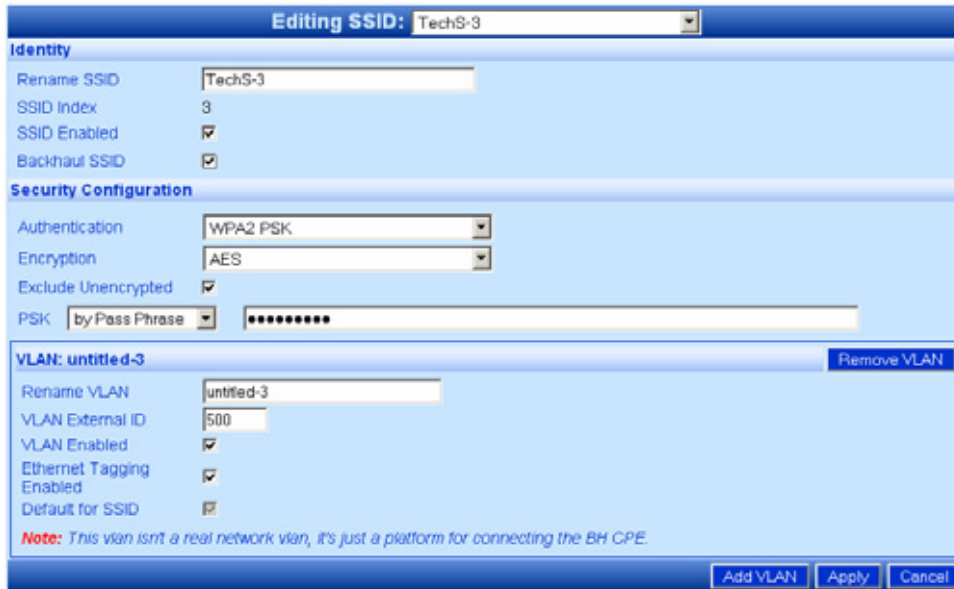 Editing SSID: TechS-3
Identity
Rename SSID TechS-3
SSID Index 3
SSID Enabled
Backhaul SSID
Security Configuration
Authentication WPA2 PSK
Encryption AES
Exclude Unencrypted
PSK by Pass Phrase •••••••••
VLAN: untitled-3 Remove VLAN
Rename VLAN untitled-3
VLAN External ID 500
VLAN Enabled
Ethernet Tagging
Enabled
Default for SSID
Note: This vlan isn't a real network vlan, it's just a platform for connecting the BH CPE.
Add VLAN Apply Cancel